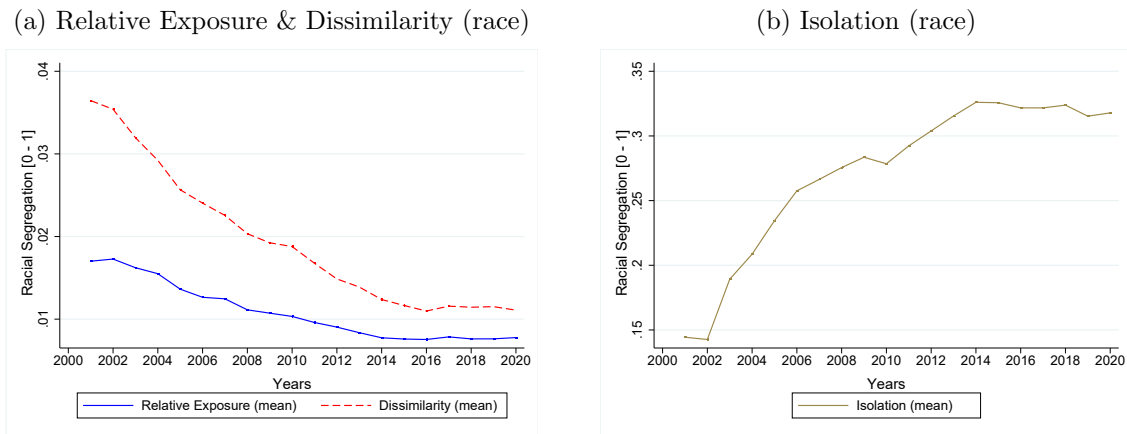 (a) Relative Exposure & Dissimilarity (race)
Racial Segregation [0 - 1]
.04
.03
.02
.01
2000 2002 2004 2006 2008 2010 2012 2014 2016 2018 2020
Years
Relative Exposure (mean) Dissimilarity (mean)
(b) Isolation (race)
Racial Segregation [0 - 1]
.35
.3
.25
.2
.15
2000 2002 2004 2006 2008 2010 2012 2014 2016 2018 2020
Years
Isolation (mean)